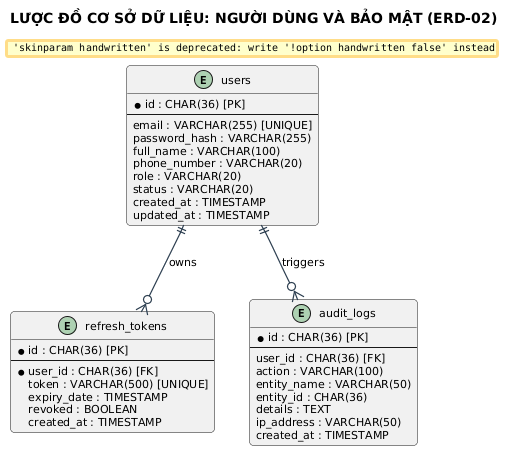 LƯỢC ĐỒ CƠ SỞ DỮ LIỆU: NGƯỜI DÙNG VÀ BẢO MẬT (ERD-02)
'skinparam handwritten' is deprecated: write '!option handwritten false' instead
E users
id : CHAR(36) [PK]
email : VARCHAR(255) [UNIQUE]
password_hash : VARCHAR(255)
full_name : VARCHAR(100)
phone_number : VARCHAR(20)
role : VARCHAR(20)
status : VARCHAR(20)
created_at : TIMESTAMP
updated_at : TIMESTAMP
owns
triggers
E refresh_tokens
id : CHAR(36) [PK]
user_id : CHAR(36) [FK]
token : VARCHAR(500) [UNIQUE]
expiry_date : TIMESTAMP
revoked : BOOLEAN
created_at : TIMESTAMP
E audit_logs
id : CHAR(36) [PK]
user_id : CHAR(36) [FK]
action : VARCHAR(100)
entity_name : VARCHAR(50)
entity_id : CHAR(36)
details : TEXT
ip_address : VARCHAR(50)
created_at : TIMESTAMP